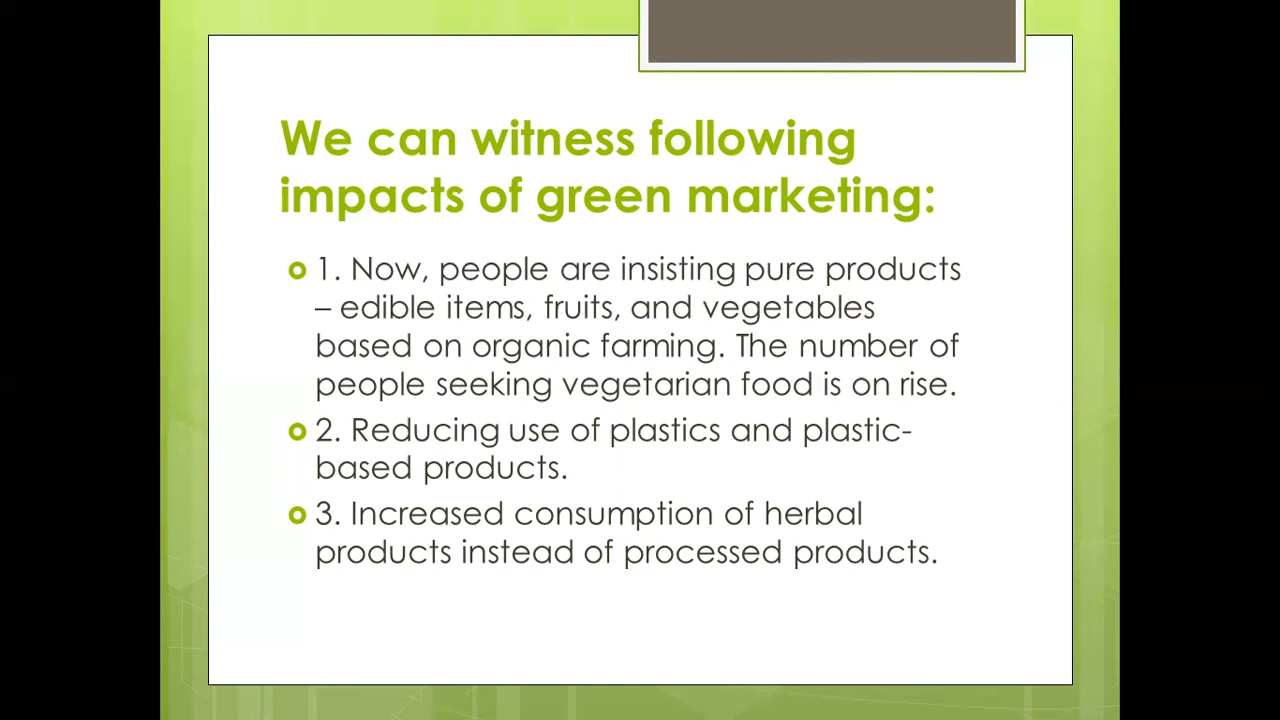 We can witness following
impacts of green marketing:
1. Now, people are insisting pure products
– edible items, fruits, and vegetables
based on organic farming. The number of
people seeking vegetarian food is on rise.
2. Reducing use of plastics and plastic-
based products.
3. Increased consumption of herbal
products instead of processed products.